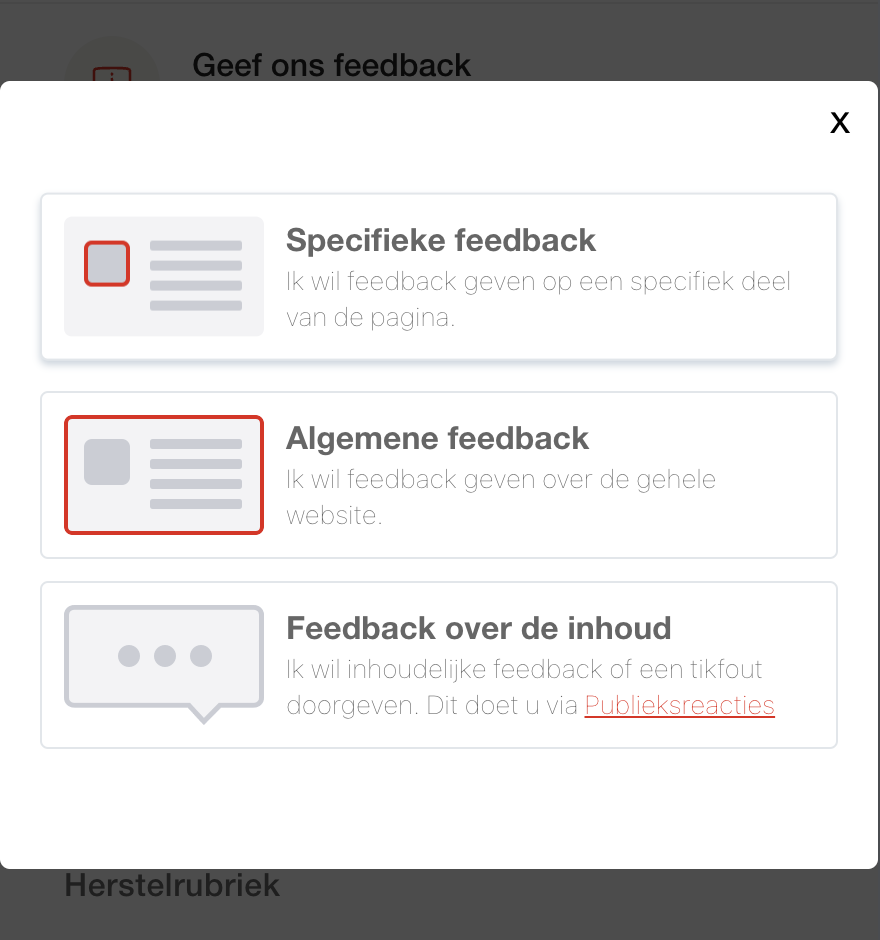 Geef ons feedback
X
Specifieke feedback
Ik wil feedback geven op een specifiek deel
van de pagina.
Algemene feedback
Ik wil feedback geven over de gehele
website.
Feedback over de inhoud
Ik wil inhoudelijke feedback of een tikfout
doorgeven. Dit doet u via Publieksreacties
Herstelrubriek